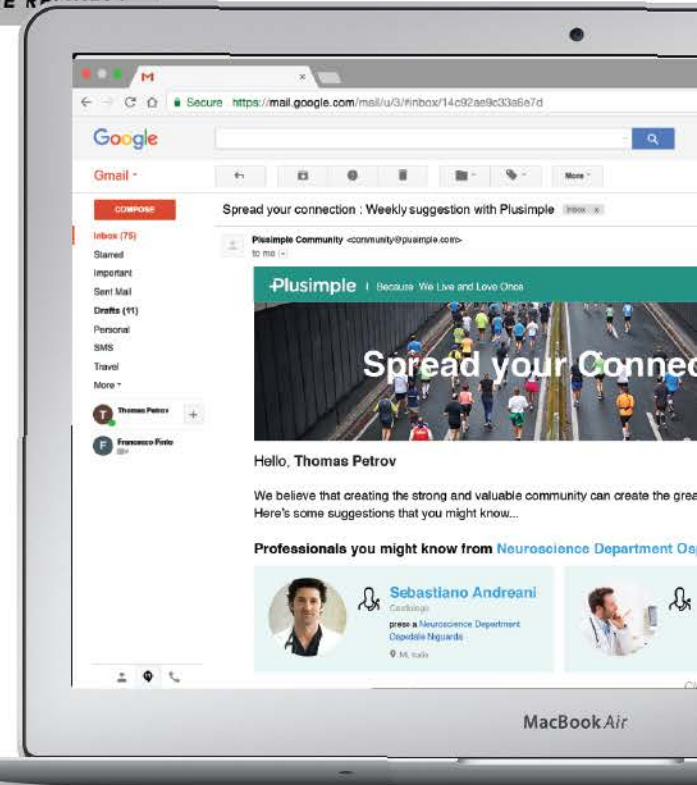 M
Secure https://mail.google.com/mail/u/3/#inbox/14c92ae9c33a6e7d
Google
Gmail
More
COMPOSE
Spread your connection : Weekly suggestion with Plusimple Inbox x
Inbox (75)
Starred
Important
Sent Mail
Drafts (11)
Personal
SMS
Travel
More
Plusimple Community <community@pusimple.com>
to me
Plusimple | Because We Live and Love Once
Spread your Connec
Thomas Petrov
Francesco Pinto
Hello, Thomas Petrov
We believe that creating the strong and valuable community can create the grea
Here's some suggestions that you might know...
Professionals you might know from Neuroscience Department Os
Sebastiano Andreani
Cardiologo
presso a Neuroscience Department
Ospedale Niguarda
MacBook Air